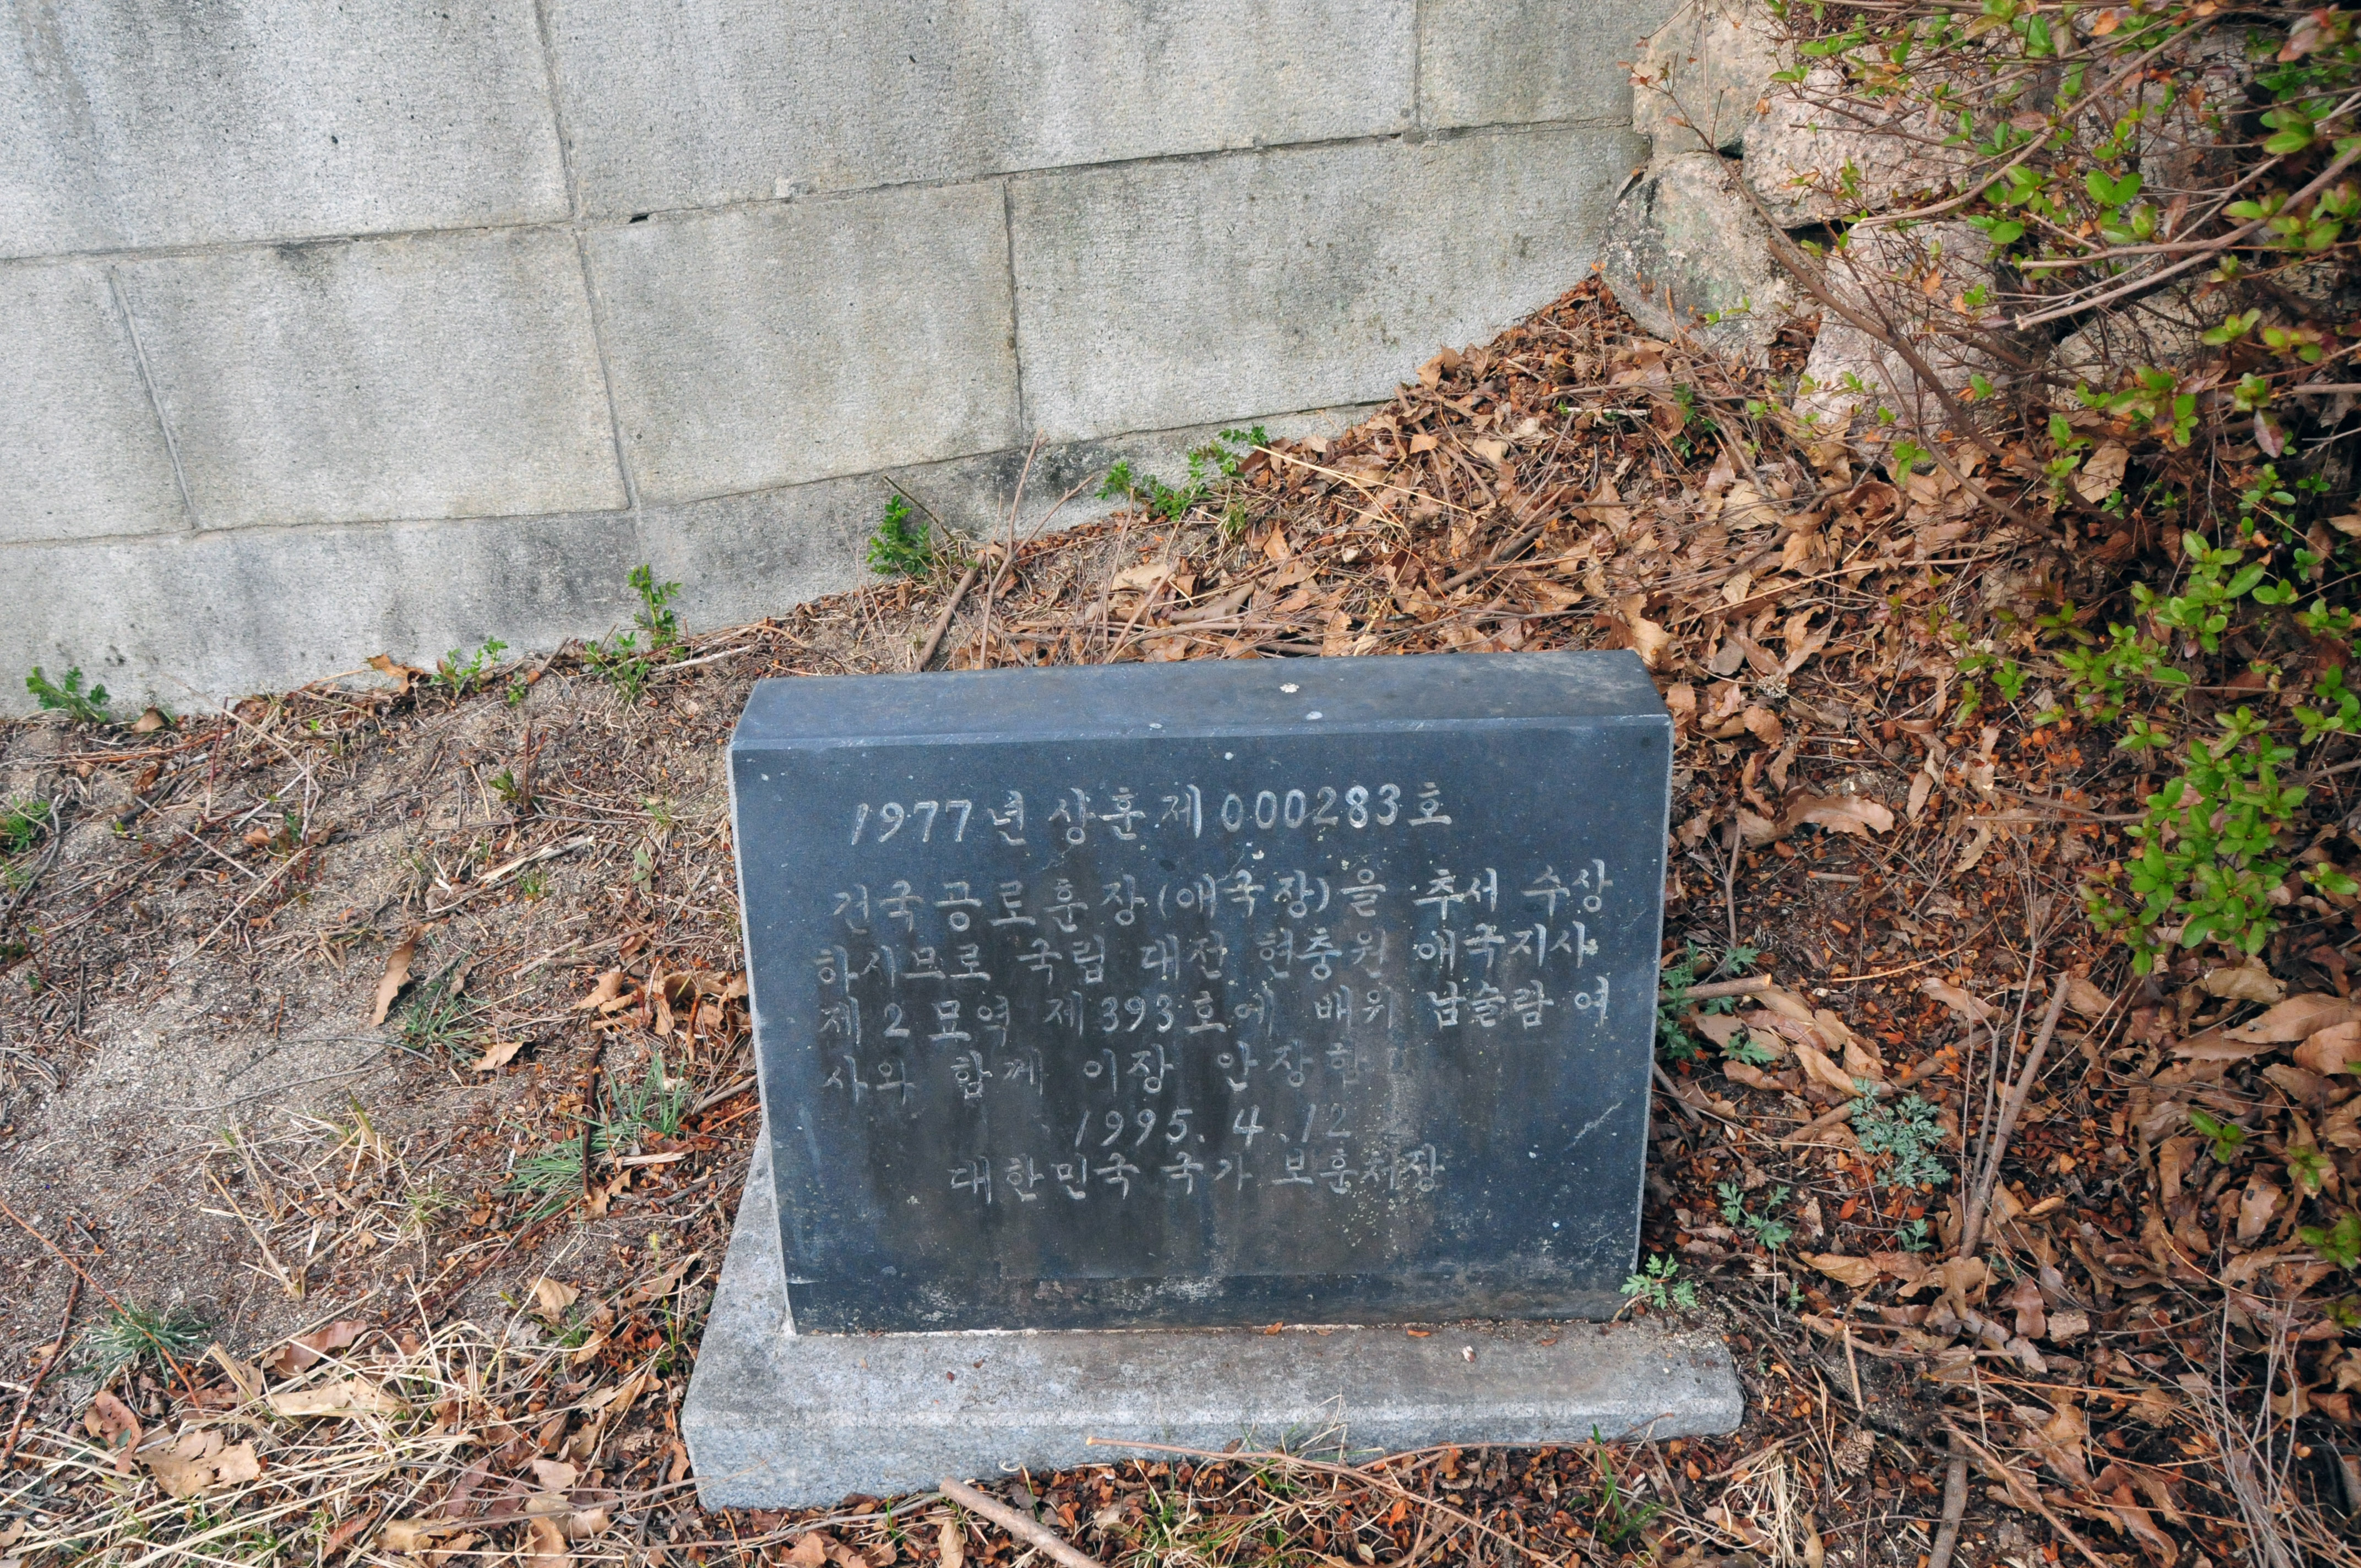 1977년 상훈 제 000283호
건국공로훈장(애국장)을 추서 수상
하시므로 국립 대전 현충원 애국지사
제2묘역 제393호에 배위 남슬람 여
사와 함께 이장 안장함
1995. 4. 12
대한민국 국가 보훈처장